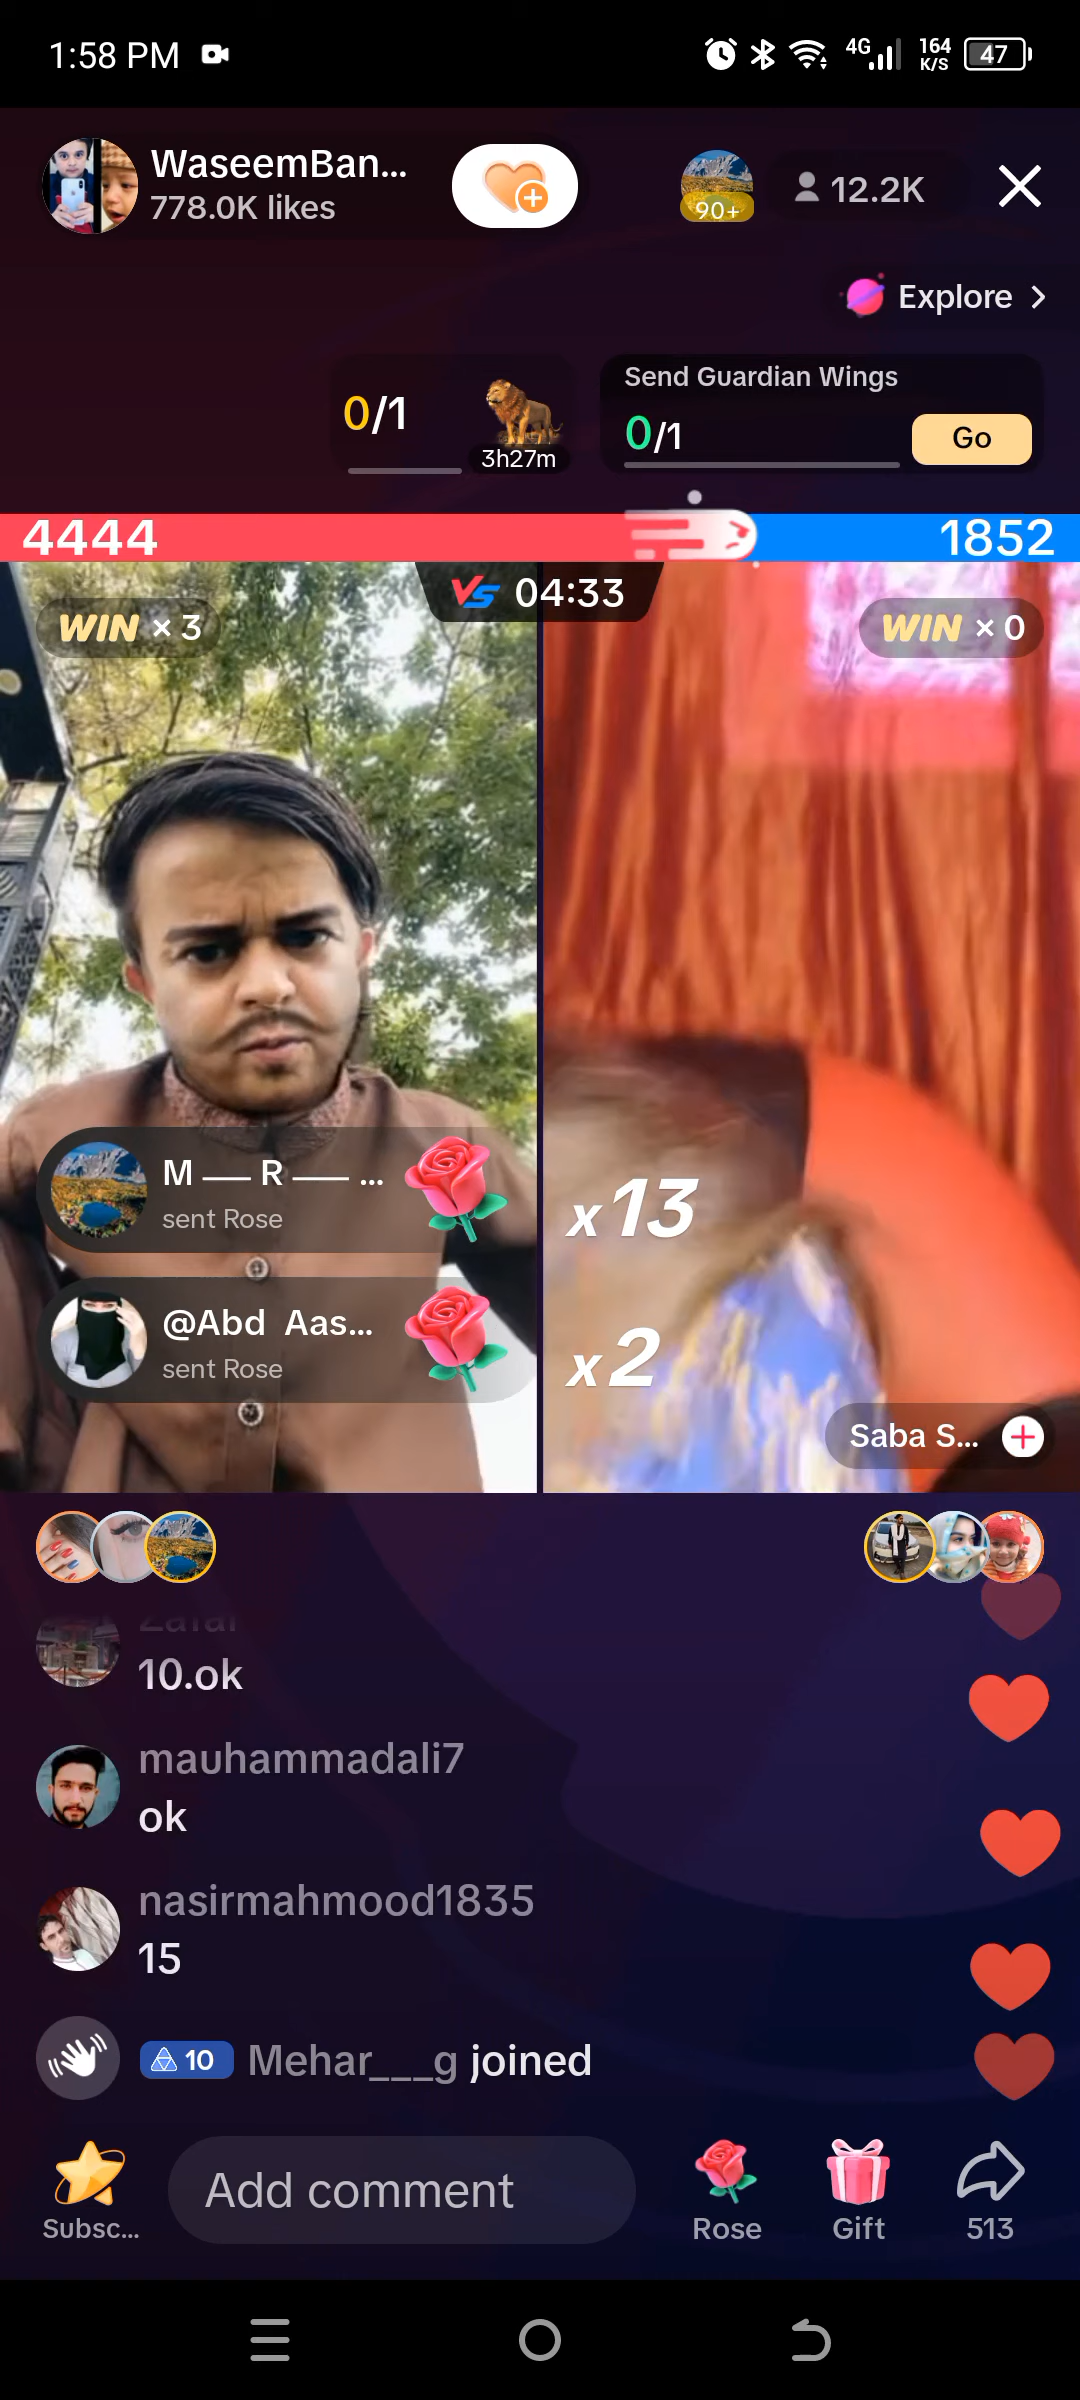 1:58 PM
4G
164
K/S
47
WaseemBan...
778.0K likes
90+
12.2K
Explore
0/1
3h27m
Send Guardian Wings
0/1
Go
4444
1852
VS 04:33
WIN × 3
WIN × 0
M —— R —— ...
sent Rose
x13
@Abd Aas...
sent Rose
x2
Saba S...
10.ok
mauhammadali7
ok
nasirmahmood1835
15
10 Mehar___g joined
Subsc...
Add comment
Rose
Gift
513